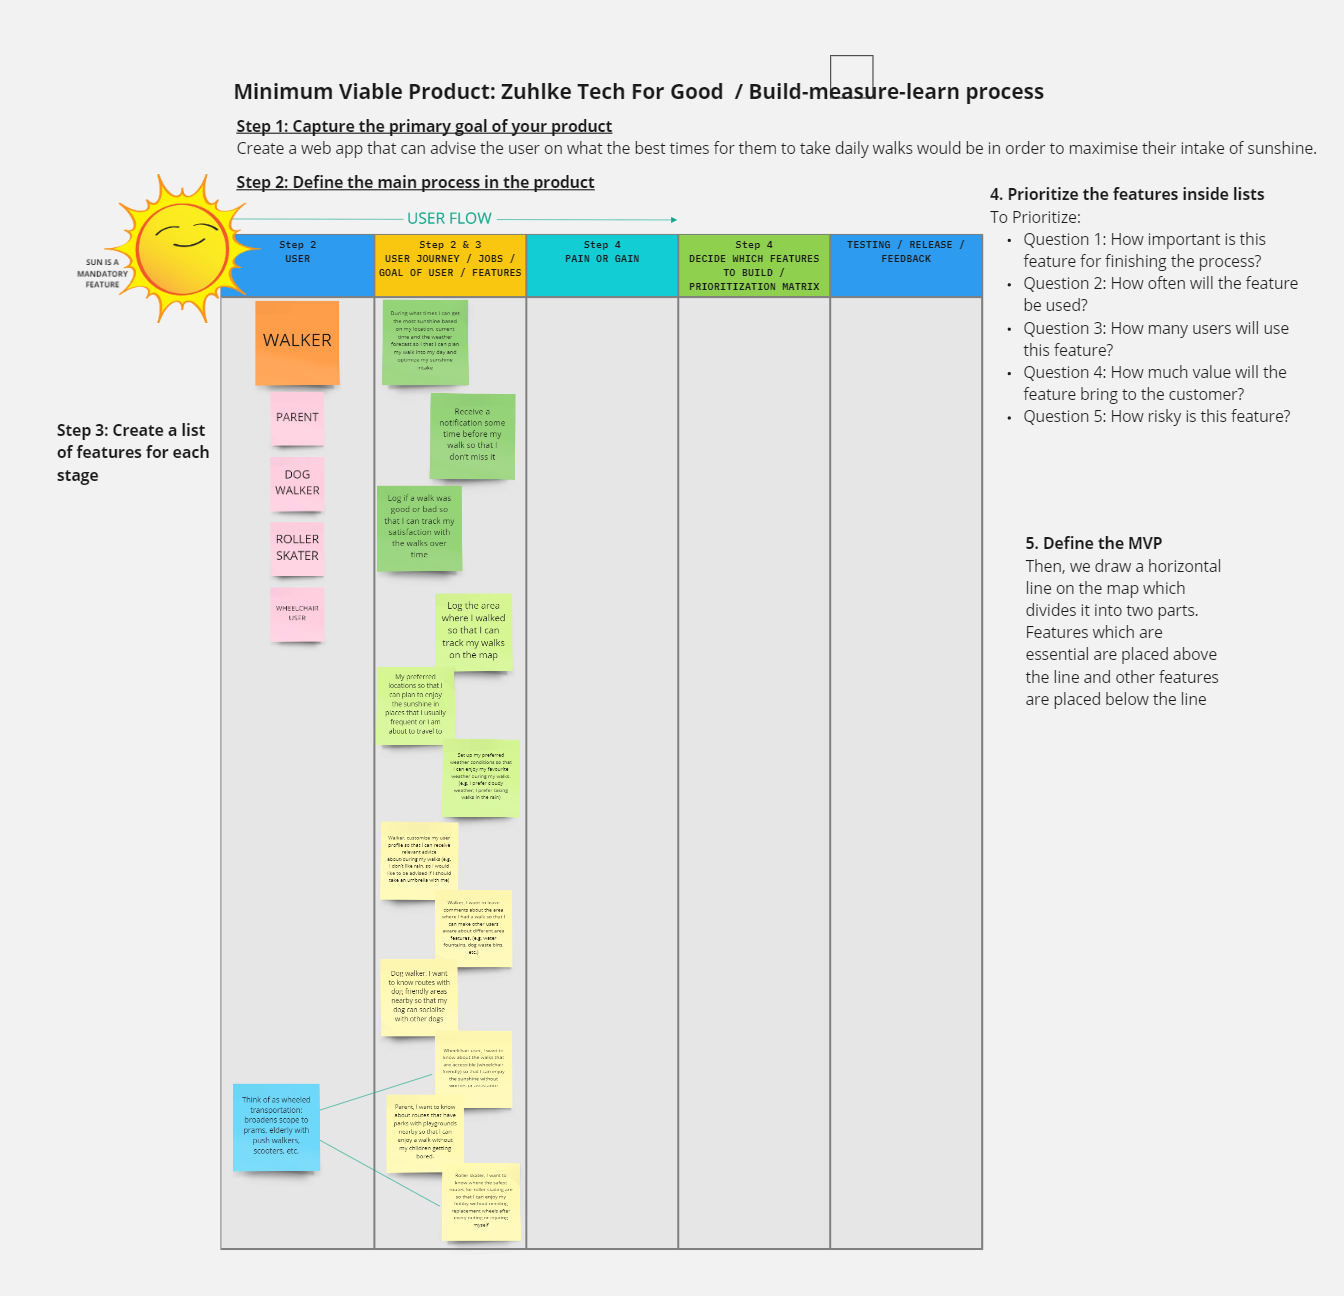 Minimum Viable Product: Zuhlke Tech For Good / Build-measure-learn process
Step 1: Capture the primary goal of your product
Create a web app that can advise the user on what the best times for them to take daily walks would be in order to maximise their intake of sunshine.
Step 2: Define the main process in the product
USER FLOW
SUN IS A
MANDATORY
FEATURE
Step 2
USER
Step 2 & 3
USER JOURNEY / JOBS /
GOAL OF USER / FEATURES
Step 4
PAIN OR GAIN
Step 4
DECIDE WHICH FEATURES
TO BUILD /
PRIORITIZATION MATRIX
TESTING / RELEASE /
FEEDBACK
Step 3: Create a list
of features for each
stage
WALKER
PARENT
DOG
WALKER
ROLLER
SKATER
WHEELCHAIR
USER
Think of as wheeled
transportation:
broadens scope to
prams, elderly with
push walkers,
scooters, etc.
During what times I can get
the most sunshine based
on my location, current
time and the weather
forecast so I that I can plan
my walk into my day and
optimize my sunshine
intake
Receive a
notification some
time before my
walk so that I
don't miss it
Log if a walk was
good or bad so
that I can track my
satisfaction with
the walks over
time
Log the area
where I walked
so that I can
track my walks
on the map
My preferred
locations so that I
can plan to enjoy
the sunshine in
places that I usually
frequent or I am
about to travel to
Set up my preferred
weather conditions so that
I can enjoy my favourite
weather during my walks.
(e.g. I prefer cloudy
weather; I prefer taking
walks in the rain)
Walker, customise my user
profile so that I can receive
relevant advice
about/during my walks (e.g.
I don't like rain, so I would
like to be advised if I should
take an umbrella with me)
Walker, I want to leave
comments about the area
where I had a walk so that I
can make other users
aware about different area
features. (e.g. water
fountains, dog waste bins,
etc.)
Dog walker, I want
to know routes with
dog friendly areas
nearby so that my
dog can socialise
with other dogs
Wheelchair user, I want to
know about the walks that
are accessible (wheelchair
friendly) so that I can enjoy
the sunshine without
worries or assistance
Parent, I want to know
about routes that have
parks with playgrounds
nearby so that I can
enjoy a walk without
my children getting
bored.
Roller skater, I want to
know where the safest
routes for roller skating are
so that I can enjoy my
hobby without needing
replacement wheels after
every outing or injuring
myself
4. Prioritize the features inside lists
To Prioritize:
• Question 1: How important is this
feature for finishing the process?
• Question 2: How often will the feature
be used?
• Question 3: How many users will use
this feature?
• Question 4: How much value will the
feature bring to the customer?
• Question 5: How risky is this feature?
5. Define the MVP
Then, we draw a horizontal
line on the map which
divides it into two parts.
Features which are
essential are placed above
the line and other features
are placed below the line